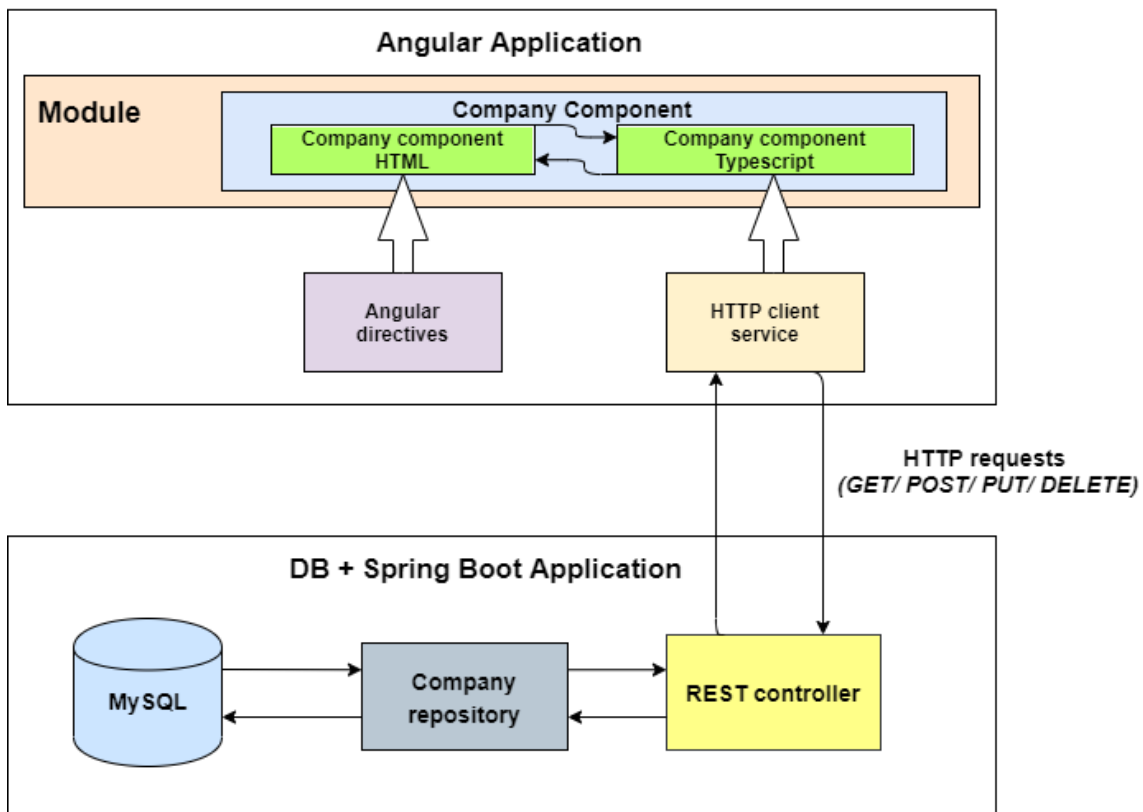 Angular Application
Module
Company Component
Company component
HTML
Company component
Typescript
Angular
directives
HTTP client
service
HTTP requests
(GET/ POST/ PUT/ DELETE)
DB + Spring Boot Application
MySQL
Company
repository
REST controller